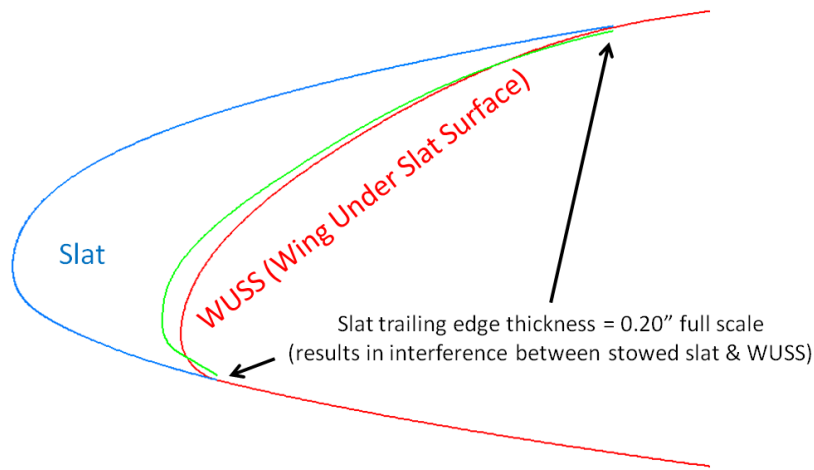 WUSS (Wing Under Slat Surface)
Slat
Slat trailing edge thickness = 0.20” full scale
(results in interference between stowed slat & WUSS)